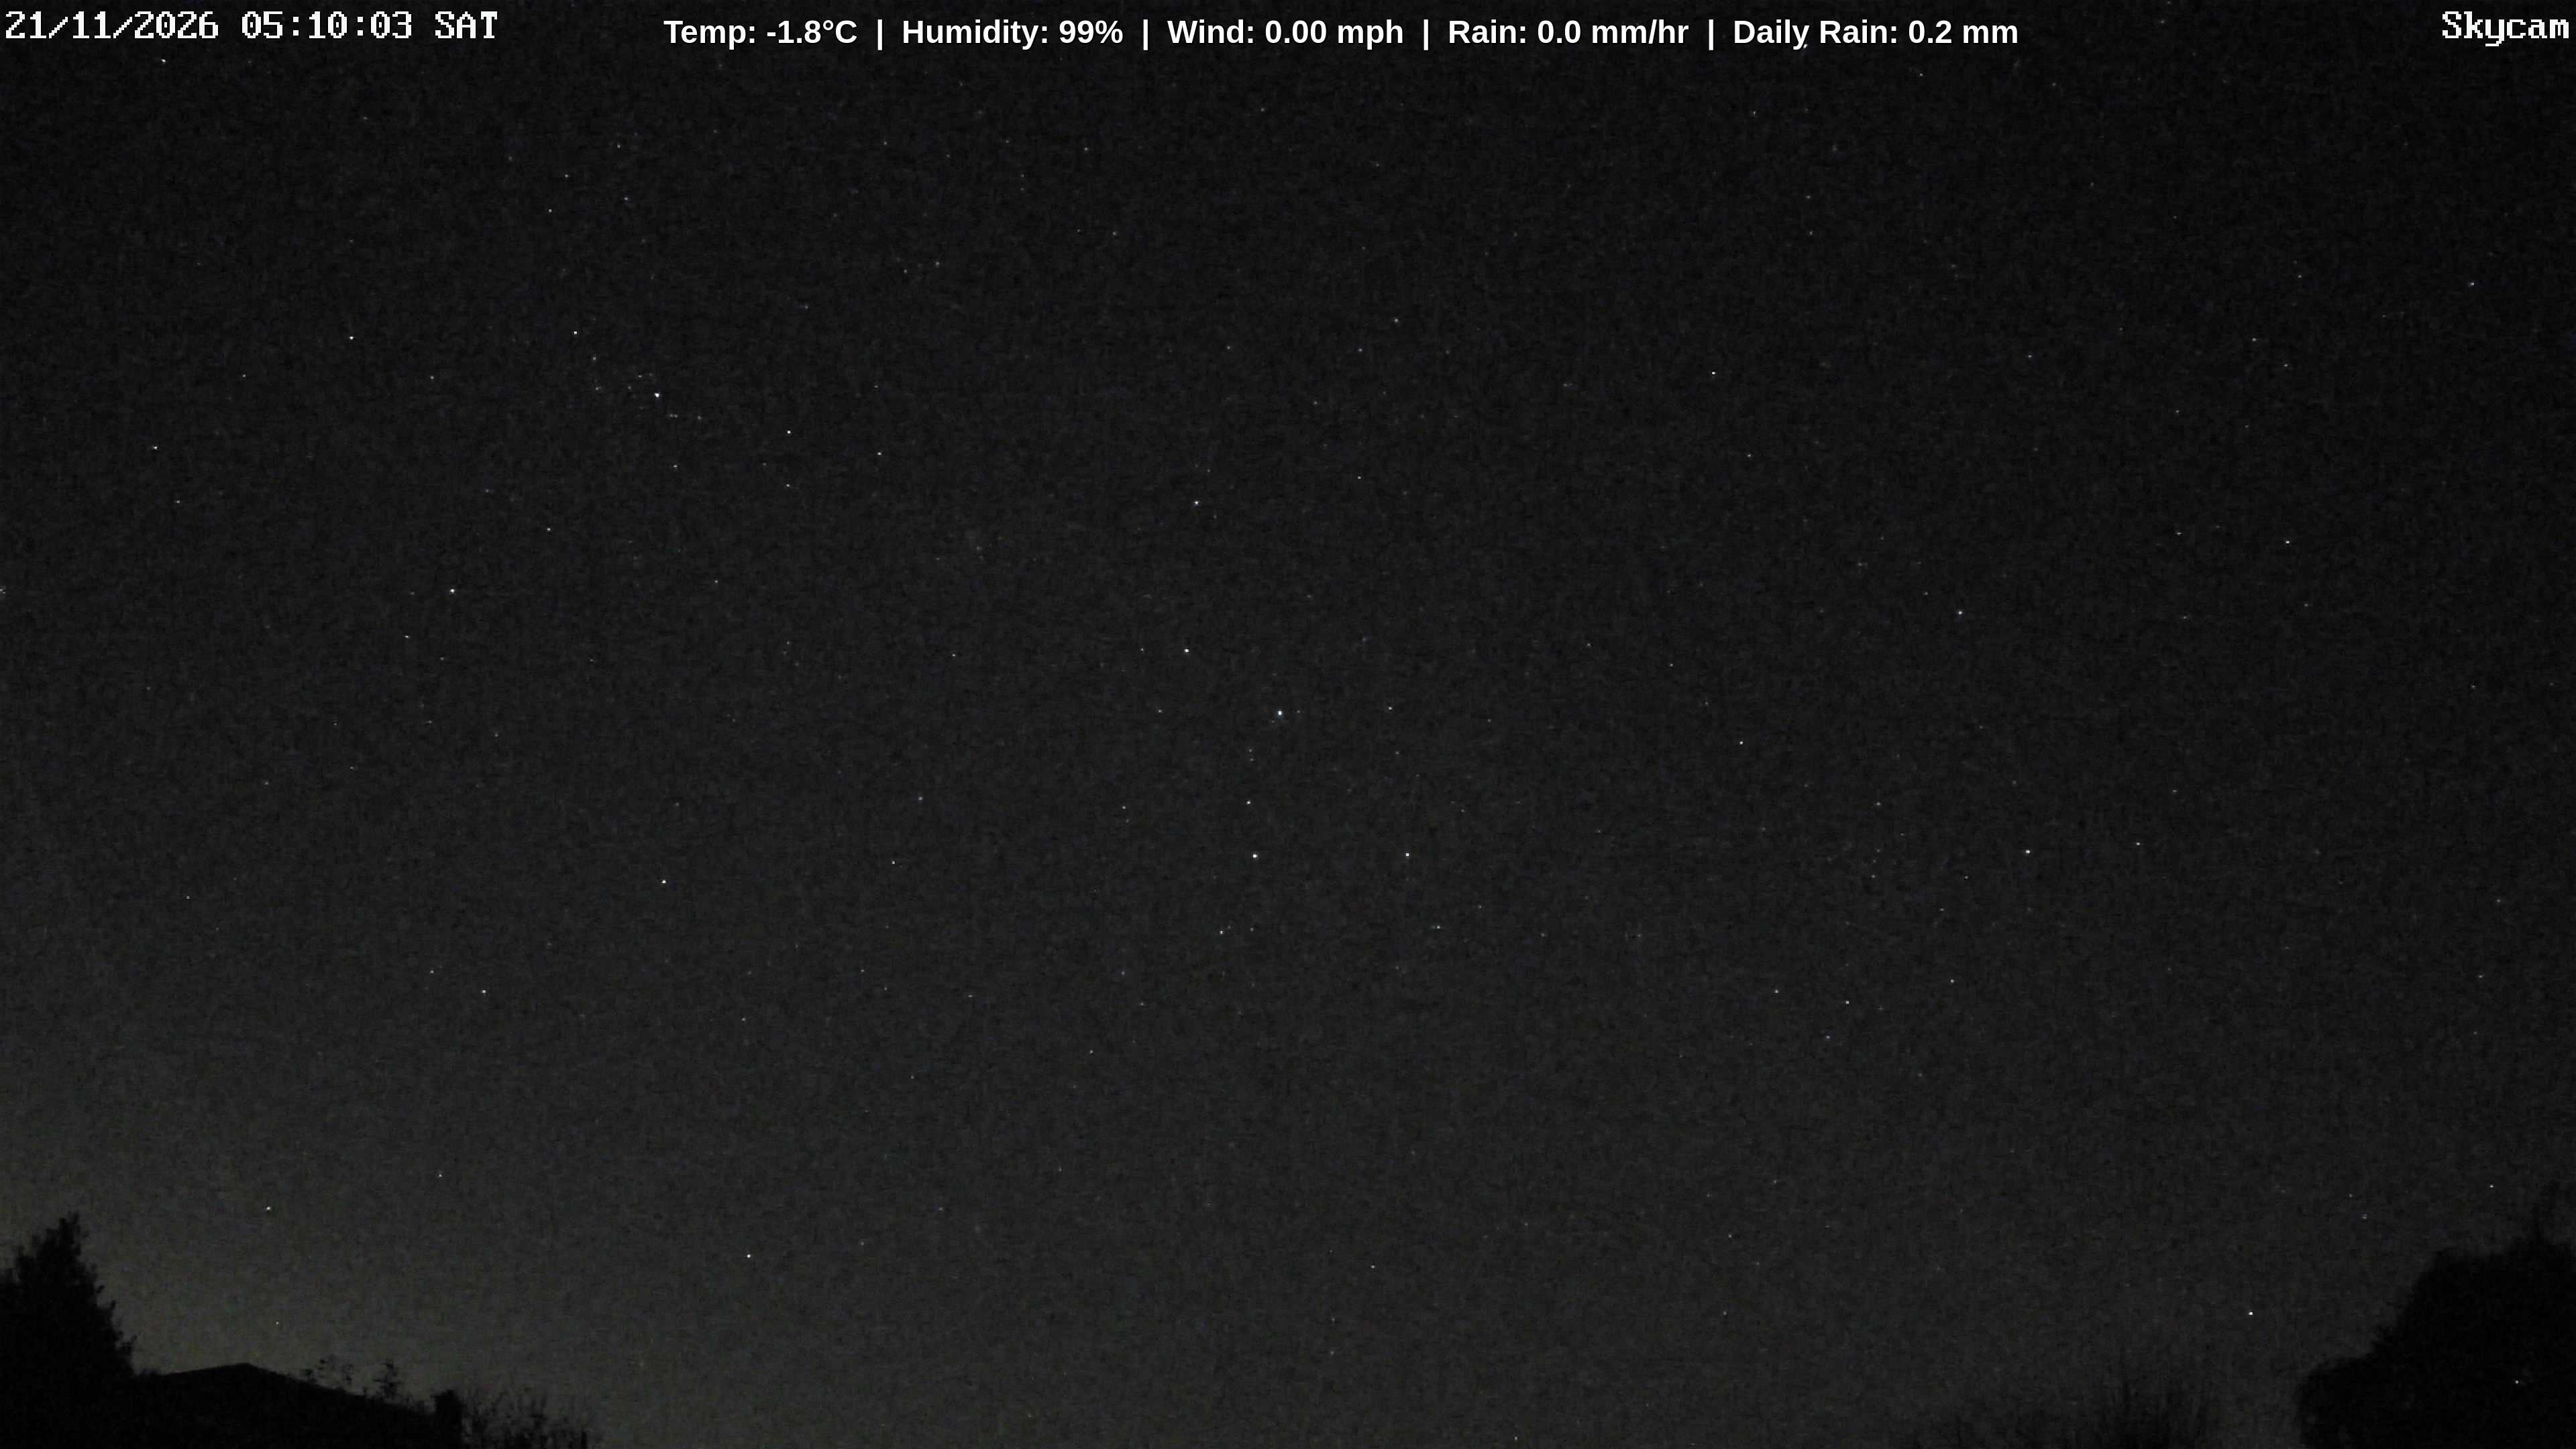 21/11/2026 05:10:03 SAT
Temp: -1.8°C | Humidity: 99% | Wind: 0.00 mph | Rain: 0.0 mm/hr | Daily Rain: 0.2 mm
Skycam